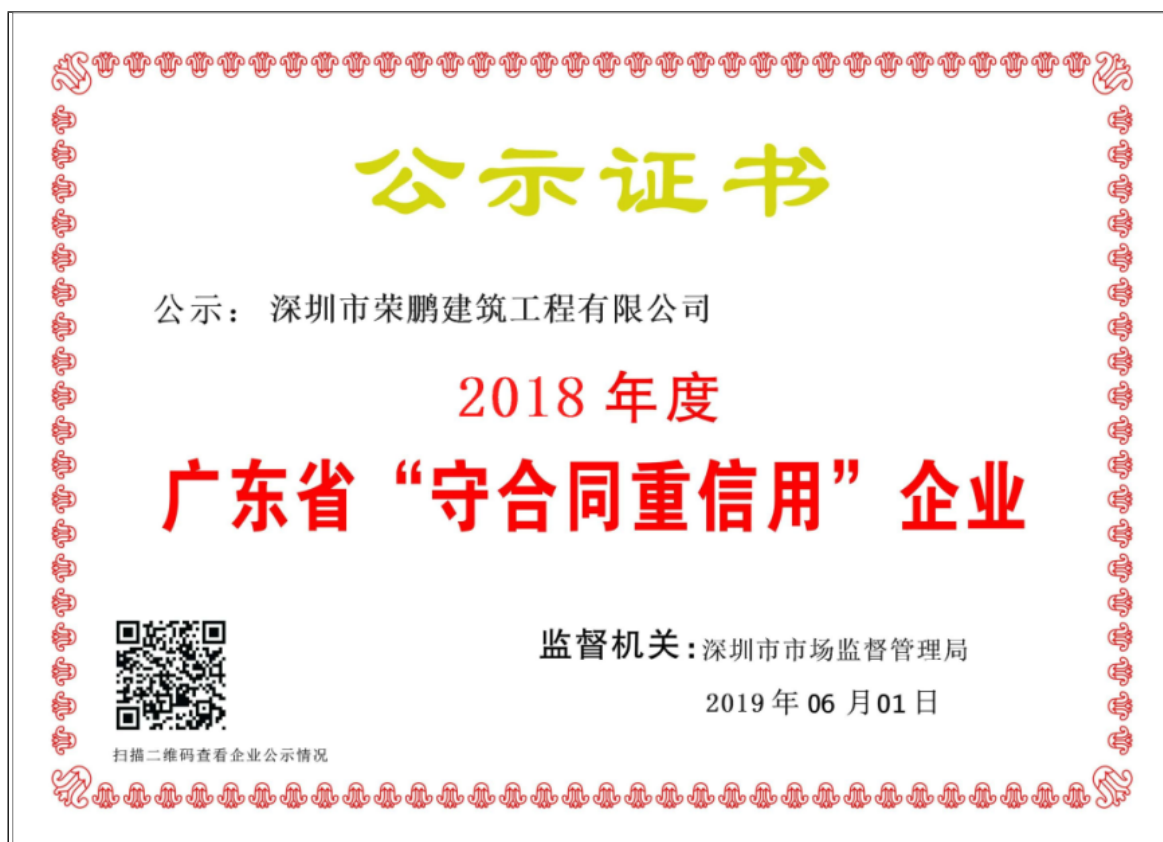 公示证书
公示： 深圳市荣鹏建筑工程有限公司
2018 年度
广东省“守合同重信用”企业
监督机关：深圳市市场监督管理局
2019 年 06 月 01 日
扫描二维码查看企业公示情况